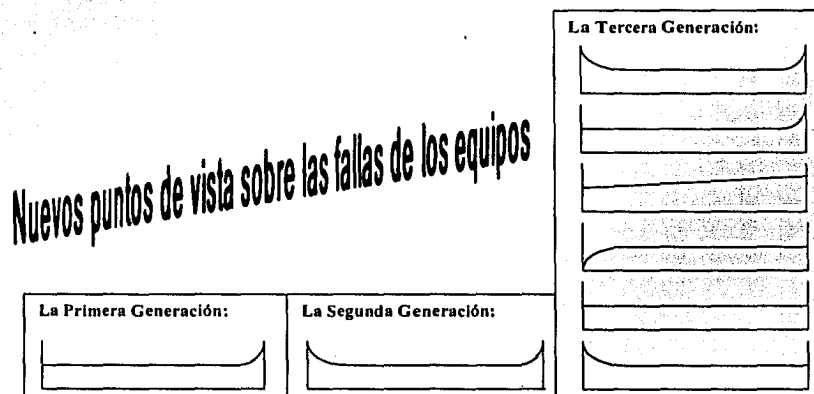 La Tercera Generación:
Nuevos puntos de vista sobre las fallas de los equipos
La Primera Generación:
La Segunda Generación: